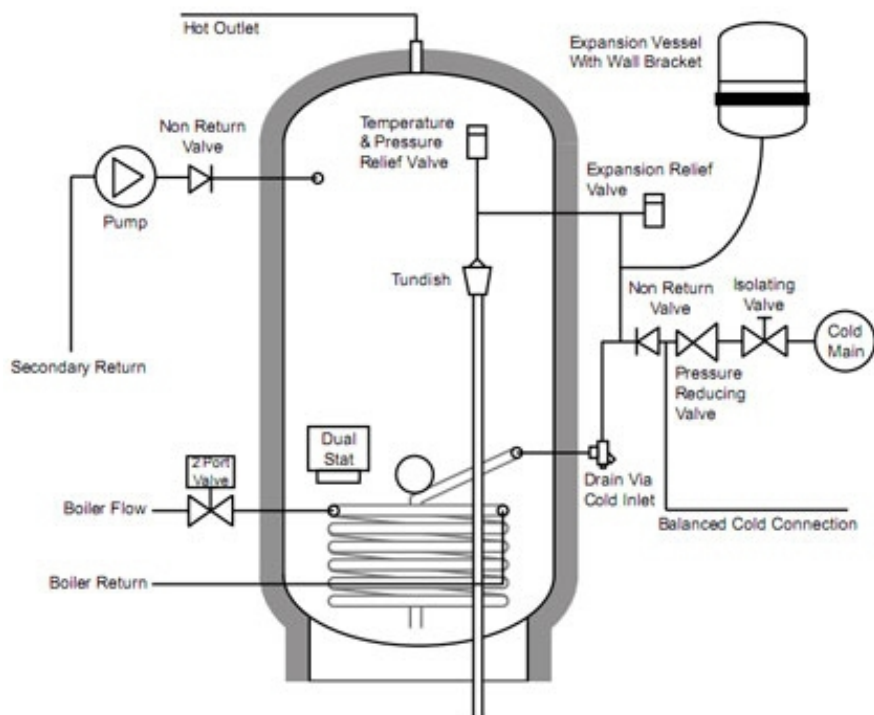 Hot Outlet
Expansion Vessel
With Wall Bracket
Non Return
Valve
Temperature
& Pressure
Relief Valve
Expansion Relief
Valve
Pump
Tundish
Non Return
Valve
Isolating
Valve
Cold
Main
Secondary Return
Pressure
Reducing
Valve
Dual
Stat
2 Port
Valve
Drain Via
Cold Inlet
Boiler Flow
Balanced Cold Connection
Boiler Return